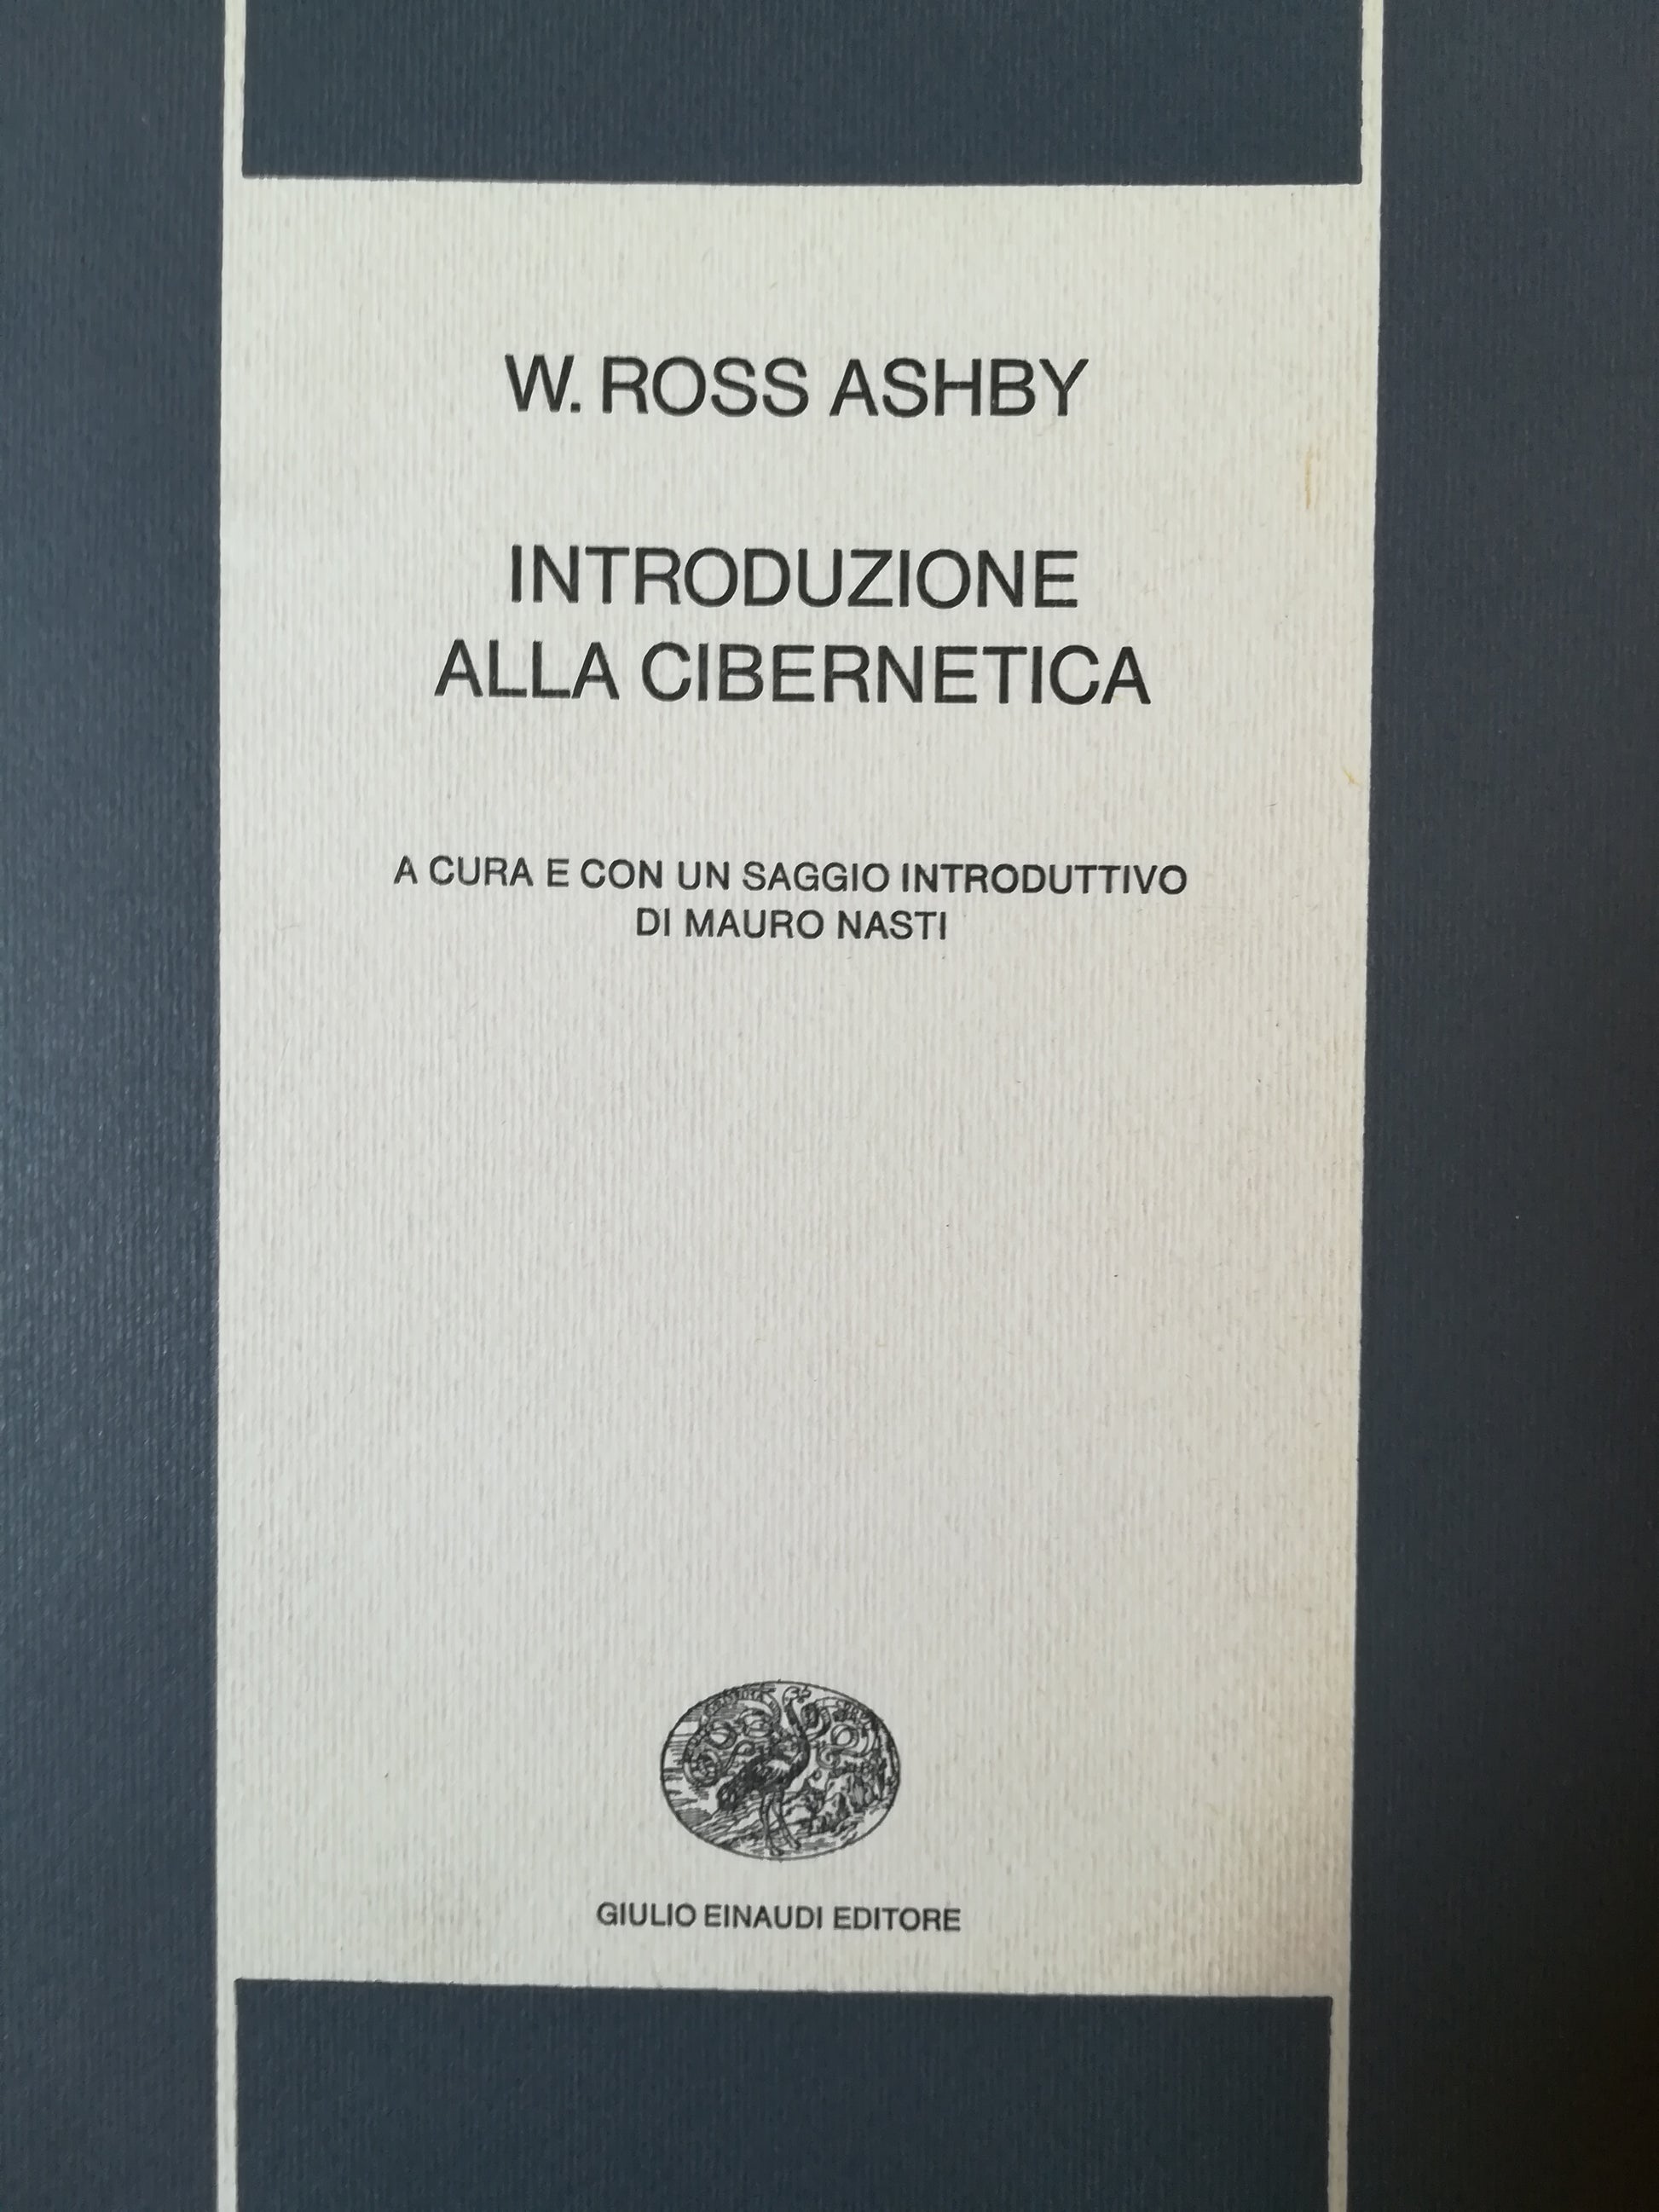 W. ROSS ASHBY
INTRODUZIONE
ALLA CIBERNETICA
A CURA E CON UN SAGGIO INTRODUTTIVO
DI MAURO NASTI
GIULIO EINAUDI EDITORE